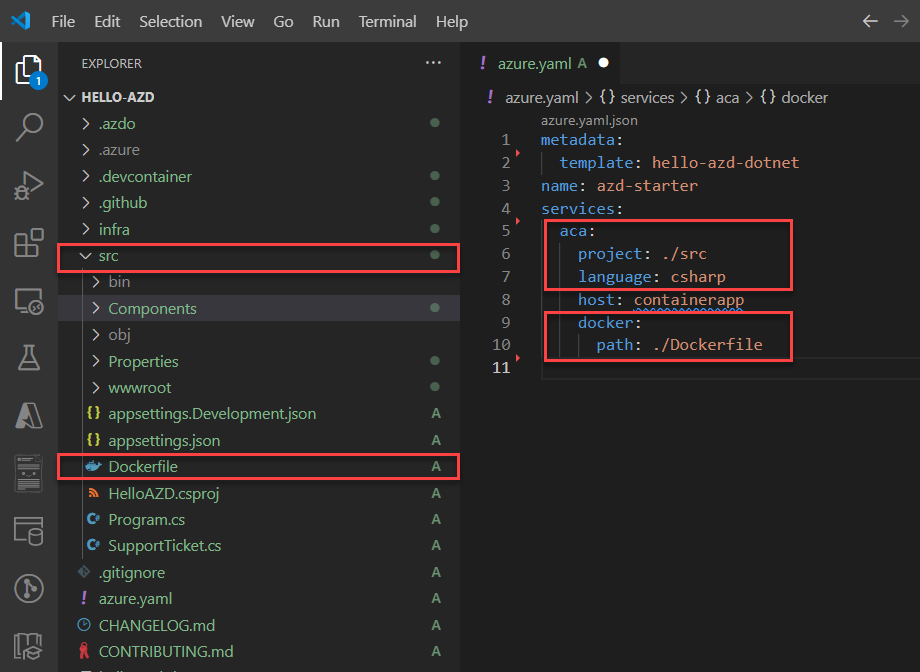 File Edit Selection View Go Run Terminal Help
1
EXPLORER
HELLO-AZD
.azdo
.azure
.devcontainer
.github
infra
src
bin
Components
obj
Properties
wwwroot
{} appsettings.Development.json A
{} appsettings.json A
Dockerfile A
HelloAZD.csproj A
Program.cs A
SupportTicket.cs A
.gitignore A
! azure.yaml A
CHANGELOG.md A
CONTRIBUTING.md A
! azure.yaml A
! azure.yaml > {} services > {} aca > {} docker
azure.yaml.json
1 metadata:
2 template: hello-azd-dotnet
3 name: azd-starter
4 services:
5 aca:
6 project: ./src
7 language: csharp
8 host: containerapp
9 docker:
10 path: ./Dockerfile
11